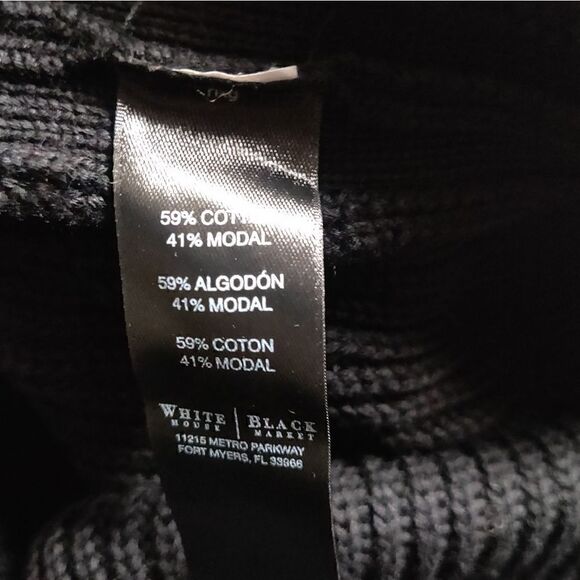 59% COTTON
41% MODAL
59% ALGODÓN
41% MODAL
59% COTON
41% MODAL
WHITE HOUSE | BLACK MARKET
11215 METRO PARKWAY
FORT MYERS, FL 33966